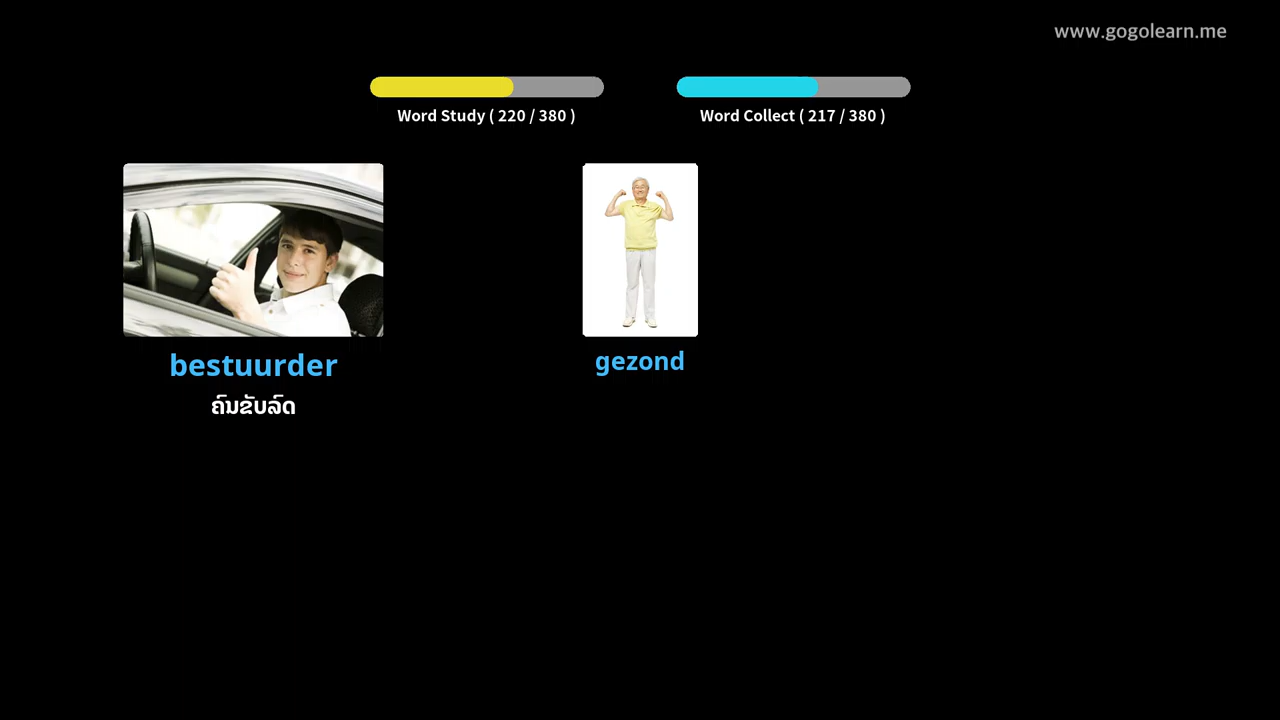 www.gogolearn.me
Word Study ( 220 / 380 )
Word Collect ( 217 / 380 )
bestuurder
ຄົນຂັບລົດ
gezond